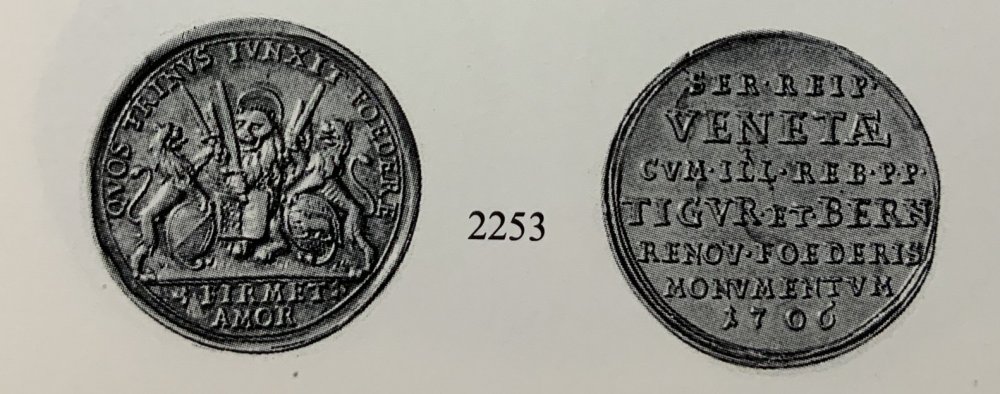 QVOS TRINVS IVNXIT FOEDERE
FIRMET
AMOR
2253
SER·REIP·
VENETÆ
CVM·ILL·REB·P·P·
TIGVR·ET·BERN
RENOV·FOEDERIS
MONVMENTVM
1706